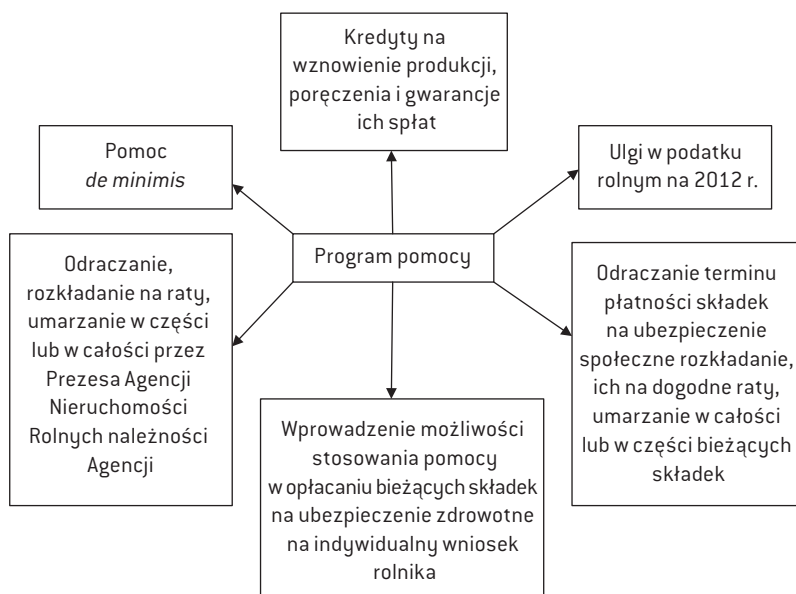 Kredyty na
wznowienie produkcji,
poręczenia i gwarancje
ich spłat
Pomoc
de minimis
Ulgi w podatku
rolnym na 2012 r.
Program pomocy
Odraczanie,
rozkładanie na raty,
umarzanie w części
lub w całości przez
Prezesa Agencji
Nieruchomości
Rolnych należności
Agencji
Odraczanie terminu
płatności składek
na ubezpieczenie
społeczne rozkładanie,
ich na dogodne raty,
umarzanie w całości
lub w części bieżących
składek
Wprowadzenie możliwości
stosowania pomocy
w opłacaniu bieżących składek
na ubezpieczenie zdrowotne
na indywidualny wniosek
rolnika